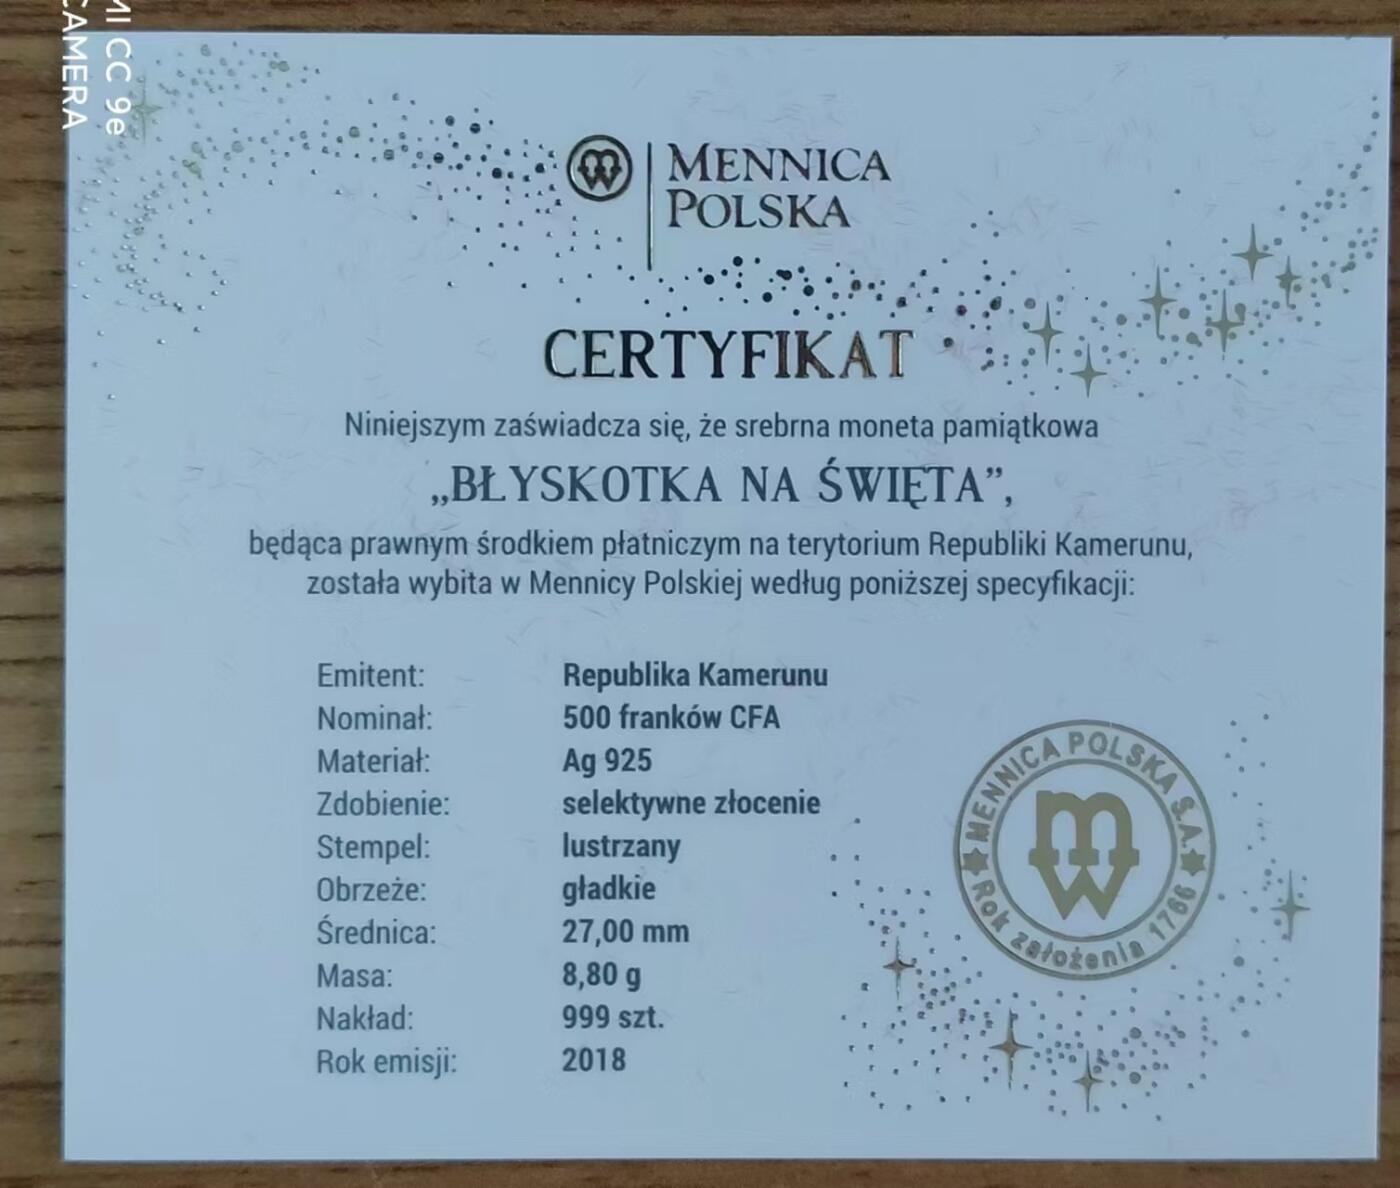 MI CC 9e
CAMERA
MENNICA
POLSKA
CERTYFIKAT
Niniejszym zaświadcza się, że srebrna moneta pamiątkowa
„BŁYSKOTKA NA ŚWIĘTA”,
będąca prawnym środkiem płatniczym na terytorium Republiki Kamerunu,
została wybita w Mennicy Polskiej według poniższej specyfikacji:
Emitent: Republika Kamerunu
Nominał: 500 franków CFA
Materiał: Ag 925
Zdobienie: selektywne złocenie
Stempel: lustrzany
Obrzeże: gładkie
Średnica: 27,00 mm
Masa: 8,80 g
Nakład: 999 szt.
Rok emisji: 2018
MENNICA POLSKA S.A.
Rok założenia 1766